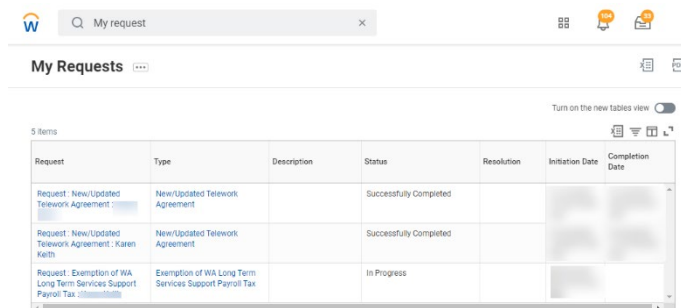 W
My request
104
33
My Requests
PDF
Turn on the new tables view
5 items
Request
Type
Description
Status
Resolution
Initiation Date
Completion
Date
Request : New/Updated
Telework Agreement :
New/Updated Telework
Agreement
Successfully Completed
Request : New/Updated
Telework Agreement : Karen
Keith
New/Updated Telework
Agreement
Successfully Completed
Request : Exemption of WA
Long Term Services Support
Payroll Tax :
Exemption of WA Long Term
Services Support Payroll Tax
In Progress